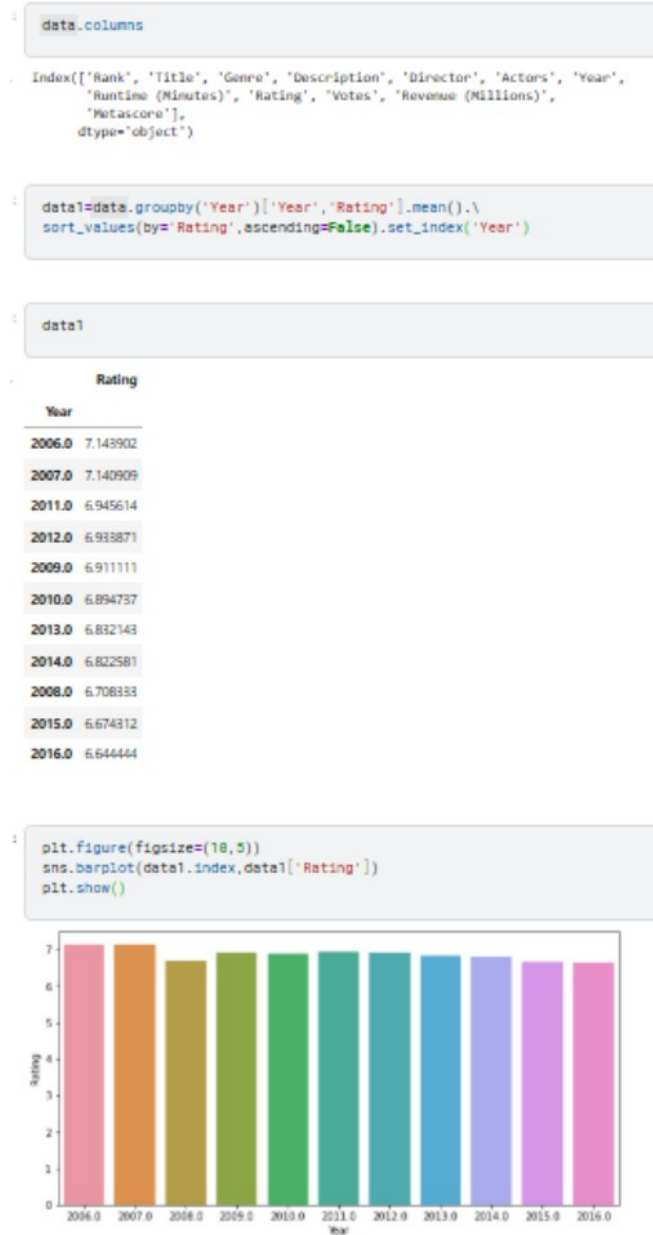 data.columns
Index(['Rank', 'Title', 'Genre', 'Description', 'Director', 'Actors', 'Year',
'Runtime (Minutes)', 'Rating', 'Votes', 'Revenue (Millions)',
'Metascore'],
dtype='object')
data1=data.groupby('Year')['Year','Rating'].mean().\
sort_values(by='Rating',ascending=False).set_index('Year')
data1
Rating
Year
2006.0 7.143902
2007.0 7.140909
2011.0 6.945614
2012.0 6.933871
2009.0 6.911111
2010.0 6.894737
2013.0 6.832143
2014.0 6.822581
2008.0 6.708333
2015.0 6.674312
2016.0 6.644444
plt.figure(figsize=(10,5))
sns.barplot(data1.index,data1['Rating'])
plt.show()
7
6
5
4
3
2
1
0
Rating
2006.0 2007.0 2008.0 2009.0 2010.0 2011.0 2012.0 2013.0 2014.0 2015.0 2016.0
Year